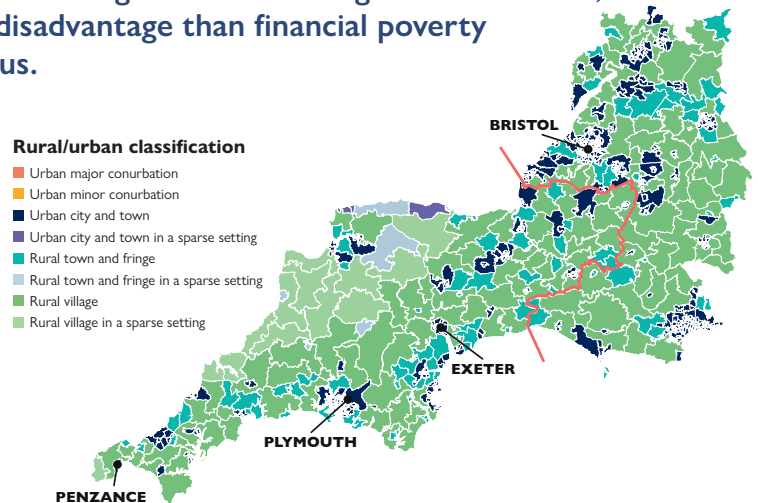 disadvantage than financial poverty
us.
BRISTOL
Rural/urban classification
Urban major conurbation
Urban minor conurbation
Urban city and town
Urban city and town in a sparse setting
Rural town and fringe
Rural town and fringe in a sparse setting
Rural village
Rural village in a sparse setting
EXETER
PLYMOUTH
PENZANCE